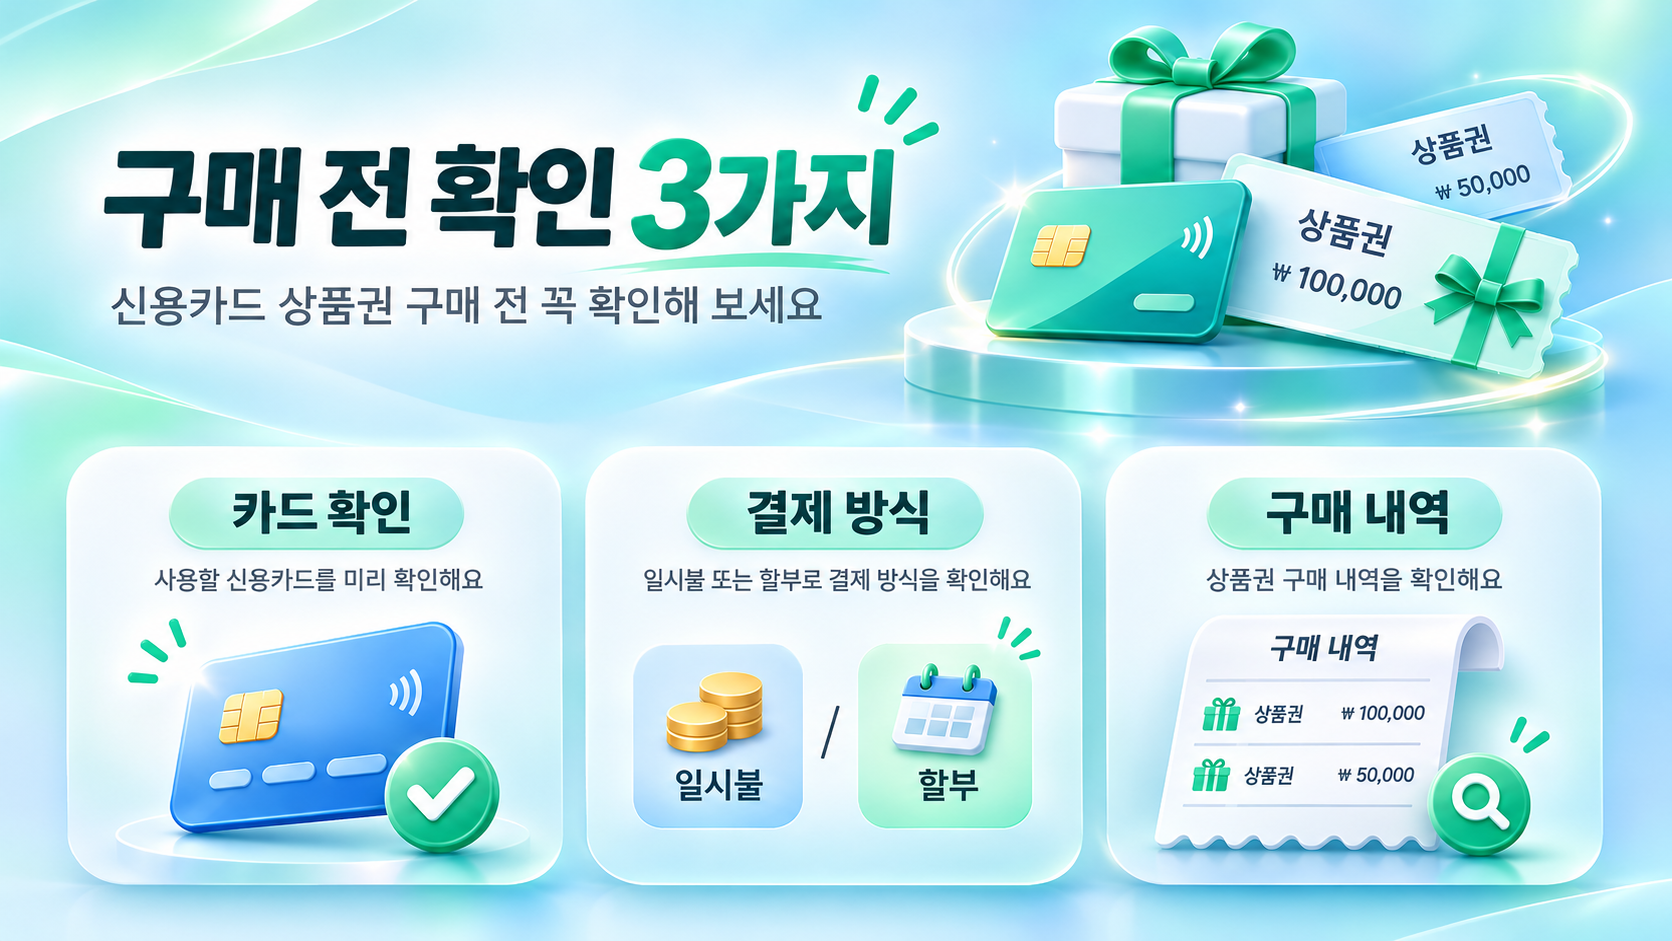 구매 전 확인 3가지
신용카드 상품권 구매 전 꼭 확인해 보세요
상품권
₩ 50,000
상품권
₩ 100,000
카드 확인
사용할 신용카드를 미리 확인해요
결제 방식
일시불 또는 할부로 결제 방식을 확인해요
일시불
/
할부
구매 내역
상품권 구매 내역을 확인해요
구매 내역
상품권 ₩ 100,000
상품권 ₩ 50,000